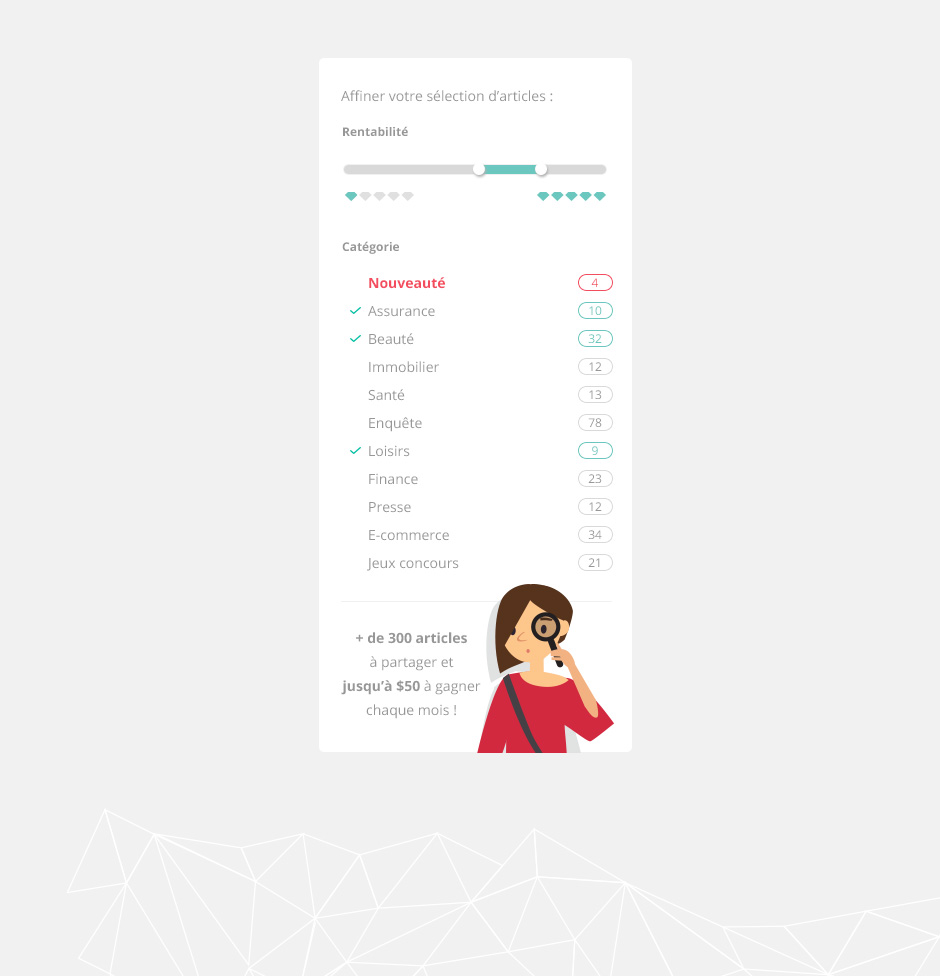 Affiner votre sélection d’articles :
Rentabilité
Catégorie
Nouveauté 4
Assurance 10
Beauté 32
Immobilier 12
Santé 13
Enquête 78
Loisirs 9
Finance 23
Presse 12
E-commerce 34
Jeux concours 21
+ de 300 articles
à partager et
jusqu’à $50 à gagner
chaque mois !